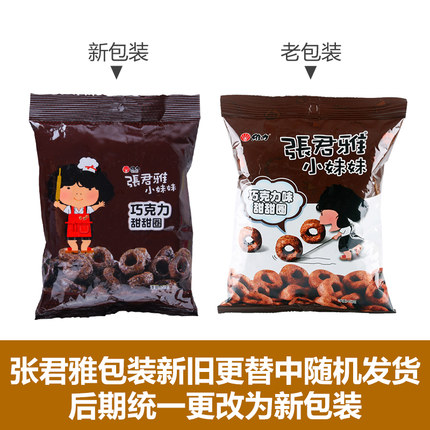 新包装
老包装
張君雅
小妹妹
巧克力
甜甜圈
張君雅
小妹妹
巧克力味
甜甜圈
张君雅包装新旧更替中随机发货
后期统一更改为新包装